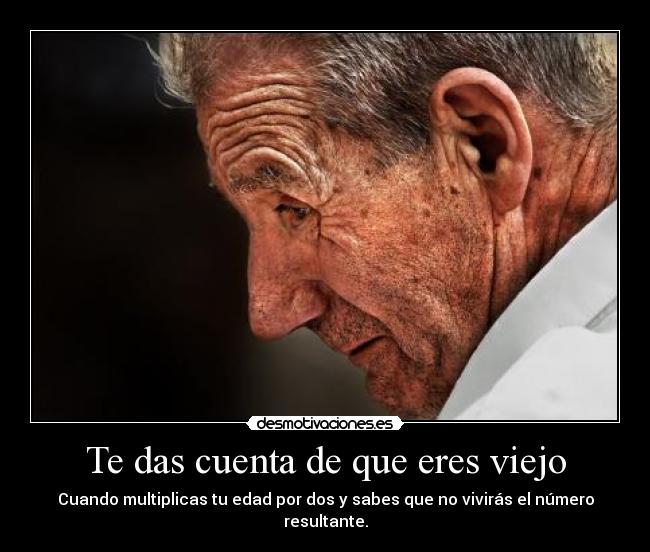 desmotivaciones.es
Te das cuenta de que eres viejo
Cuando multiplicas tu edad por dos y sabes que no vivirás el número
resultante.